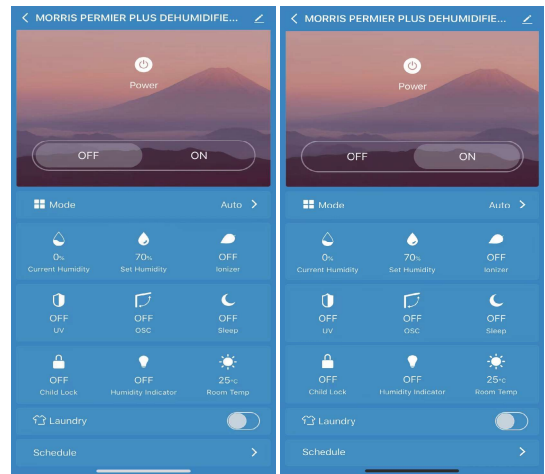 MORRIS PERMIER PLUS DEHUMIDIFIE...
Power
OFF ON
Mode Auto
0% 70% OFF
Current Humidity Set Humidity Ionizer
OFF OFF OFF
UV OSC Sleep
OFF OFF 25°C
Child Lock Humidity Indicator Room Temp
Laundry
Schedule
MORRIS PERMIER PLUS DEHUMIDIFIE...
Power
OFF ON
Mode Auto
0% 70% OFF
Current Humidity Set Humidity Ionizer
OFF OFF OFF
UV OSC Sleep
OFF OFF 25°C
Child Lock Humidity Indicator Room Temp
Laundry
Schedule